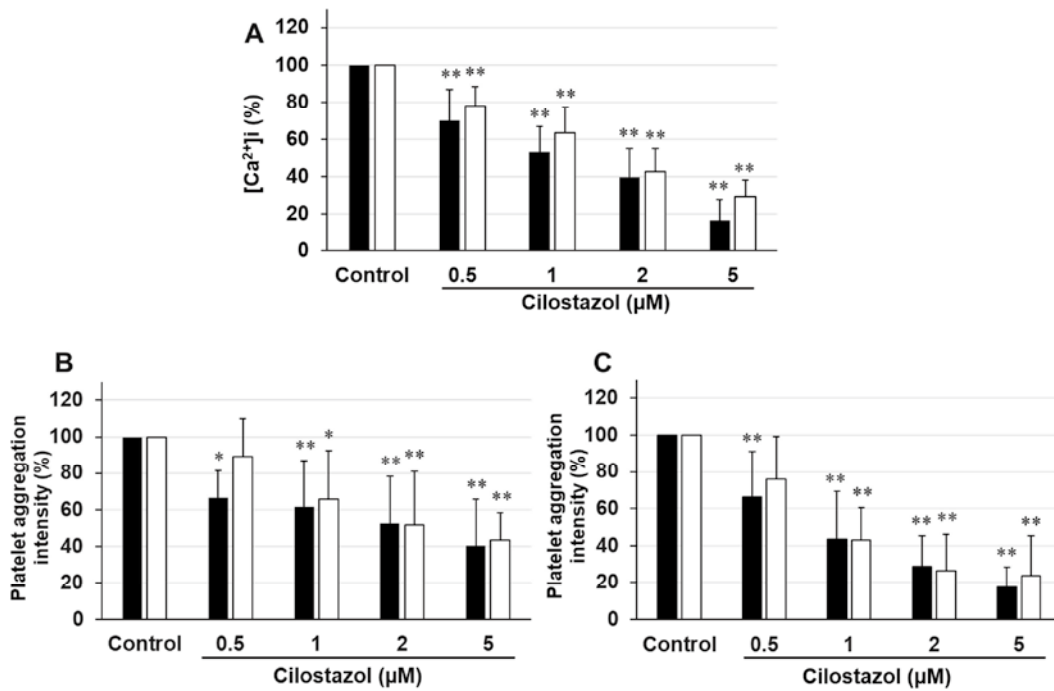 A
120
100
80
60
40
20
0
[Ca²⁺]i (%)
** ** ** ** ** ** ** **
Control 0.5 1 2 5
Cilostazol (µM)
B
120
100
80
60
40
20
0
Platelet aggregation
intensity (%)
* ** * ** ** ** **
Control 0.5 1 2 5
Cilostazol (µM)
C
120
100
80
60
40
20
0
Platelet aggregation
intensity (%)
** ** ** ** ** ** **
Control 0.5 1 2 5
Cilostazol (µM)